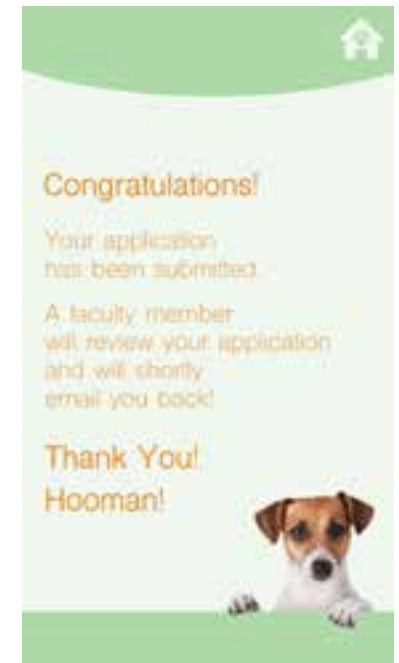 Congratulations!
Your application
has been submitted
A faculty member
will review your application
and will shortly
email you back!
Thank You!
Hooman!